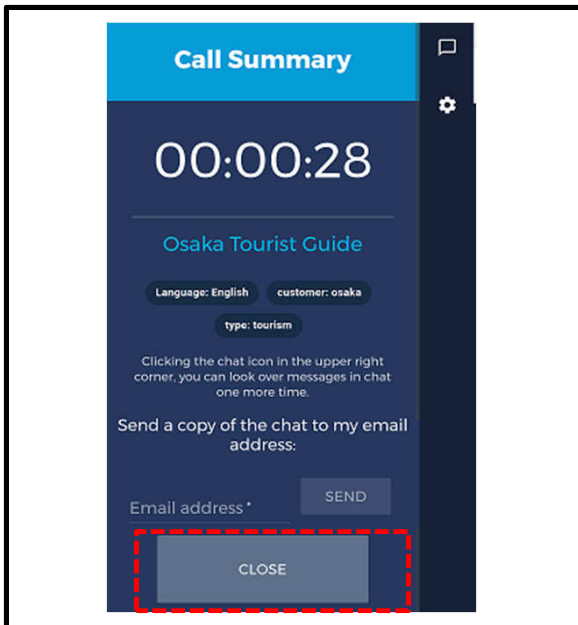 Call Summary
00:00:28
Osaka Tourist Guide
Language: English
customer: osaka
type: tourism
Clicking the chat icon in the upper right
corner, you can look over messages in chat
one more time.
Send a copy of the chat to my email
address:
Email address*
SEND
CLOSE